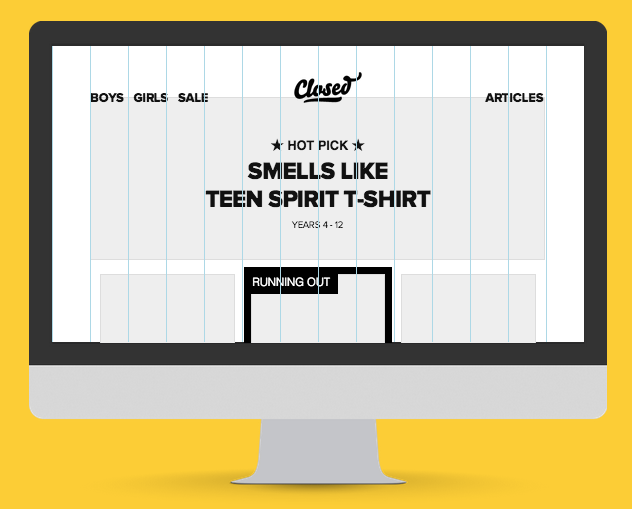 Closed
BOYS GIRLS SALE ARTICLES
★ HOT PICK ★
SMELLS LIKE
TEEN SPIRIT T-SHIRT
YEARS 4 - 12
RUNNING OUT